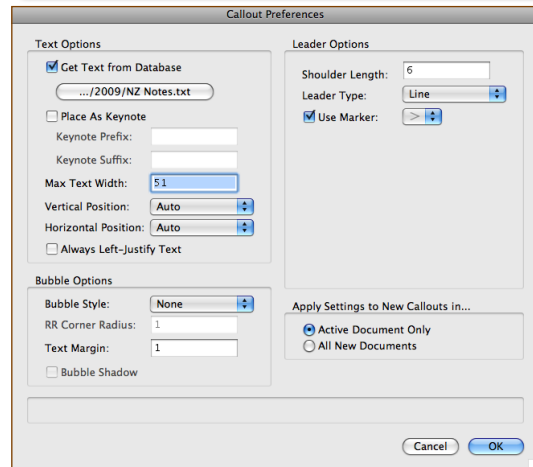 Callout Preferences
Text Options
Get Text from Database
.../2009/NZ Notes.txt
Place As Keynote
Keynote Prefix:
Keynote Suffix:
Max Text Width: 51
Vertical Position: Auto
Horizontal Position: Auto
Always Left-Justify Text
Bubble Options
Bubble Style: None
RR Corner Radius: 1
Text Margin: 1
Bubble Shadow
Leader Options
Shoulder Length: 6
Leader Type: Line
Use Marker: >
Apply Settings to New Callouts in...
Active Document Only
All New Documents
Cancel OK